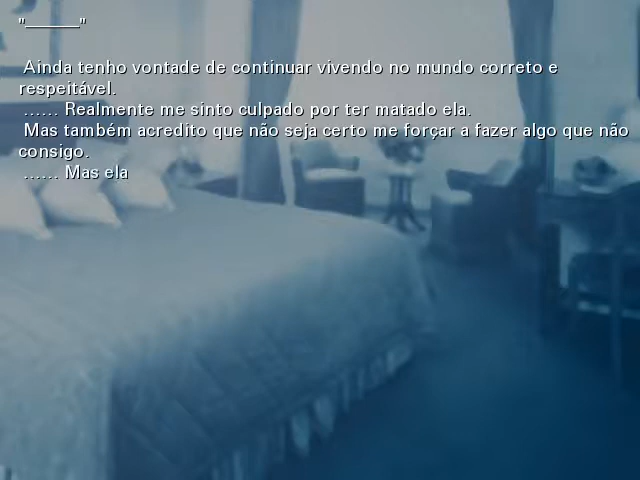 "______"
Ainda tenho vontade de continuar vivendo no mundo correto e
respeitável.
...... Realmente me sinto culpado por ter matado ela.
Mas também acredito que não seja certo me forçar a fazer algo que não
consigo.
...... Mas ela